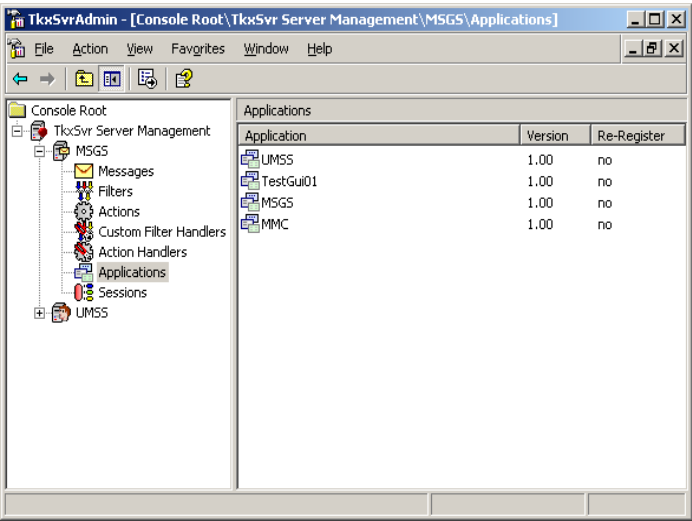 TkxSvrAdmin - [Console Root\TkxSvr Server Management\MSGS\Applications]
File Action View Favorites Window Help
Console Root
TkxSvr Server Management
MSGS
Messages
Filters
Actions
Custom Filter Handlers
Action Handlers
Applications
Sessions
UMSS
Applications
Application Version Re-Register
UMSS 1.00 no
TestGui01 1.00 no
MSGS 1.00 no
MMC 1.00 no